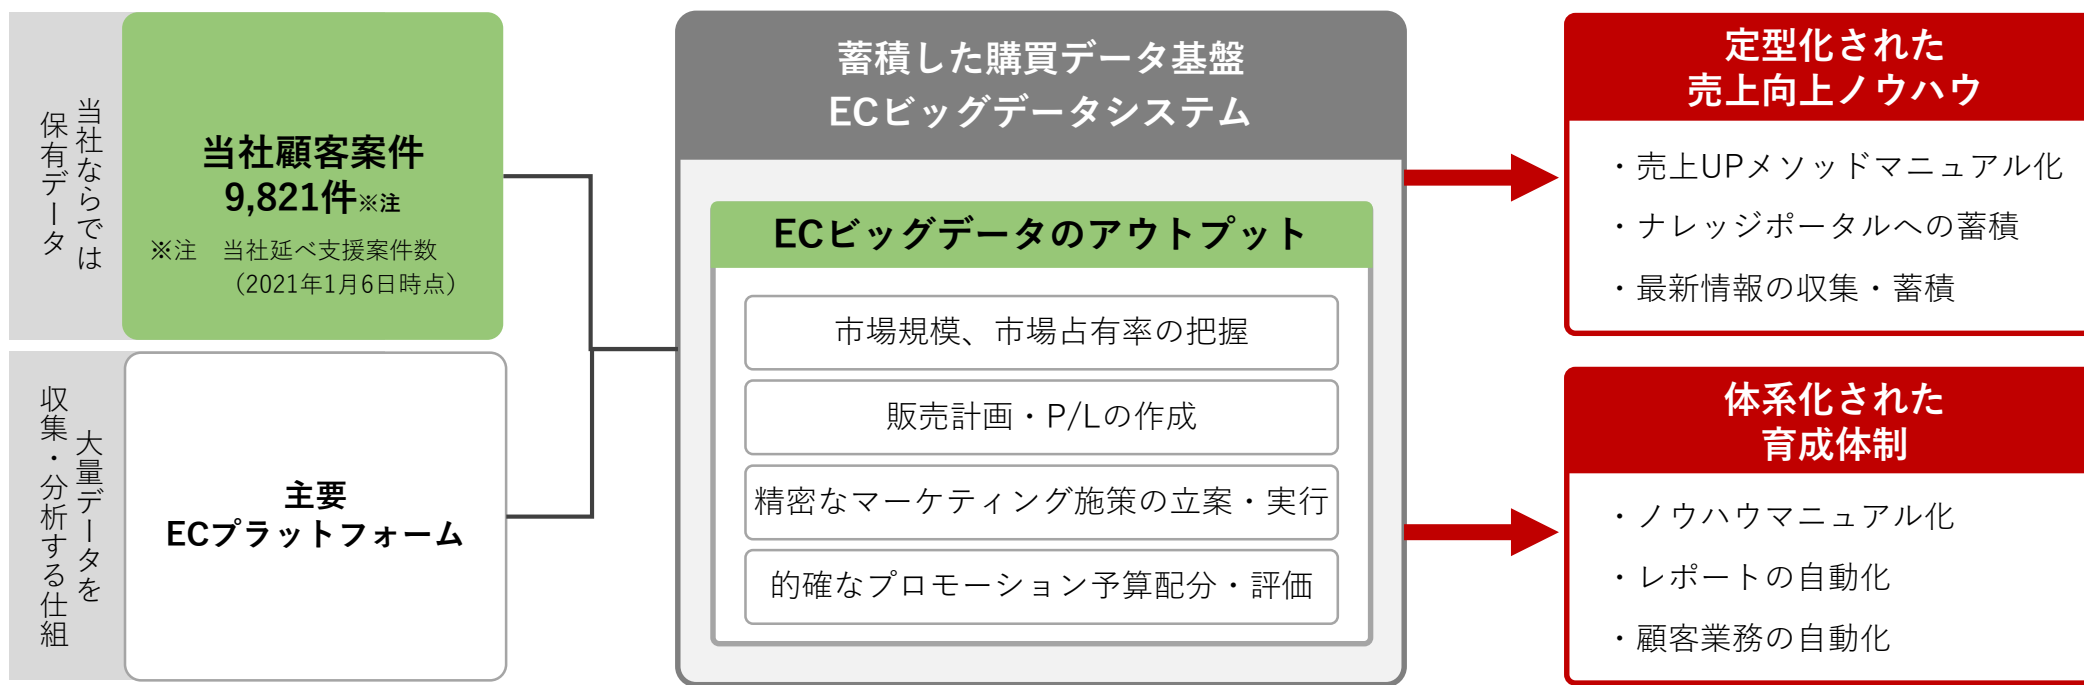 当社ならでは
保有データ
当社顧客案件
9,821件※注
※注　当社延べ支援案件数
（2021年1月6日時点）
大量データを
収集・分析する仕組
主要
ECプラットフォーム
蓄積した購買データ基盤
ECビッグデータシステム
ECビッグデータのアウトプット
市場規模、市場占有率の把握
販売計画・P/Lの作成
精密なマーケティング施策の立案・実行
的確なプロモーション予算配分・評価
定型化された
売上向上ノウハウ
・売上UPメソッドマニュアル化
・ナレッジポータルへの蓄積
・最新情報の収集・蓄積
体系化された
育成体制
・ノウハウマニュアル化
・レポートの自動化
・顧客業務の自動化